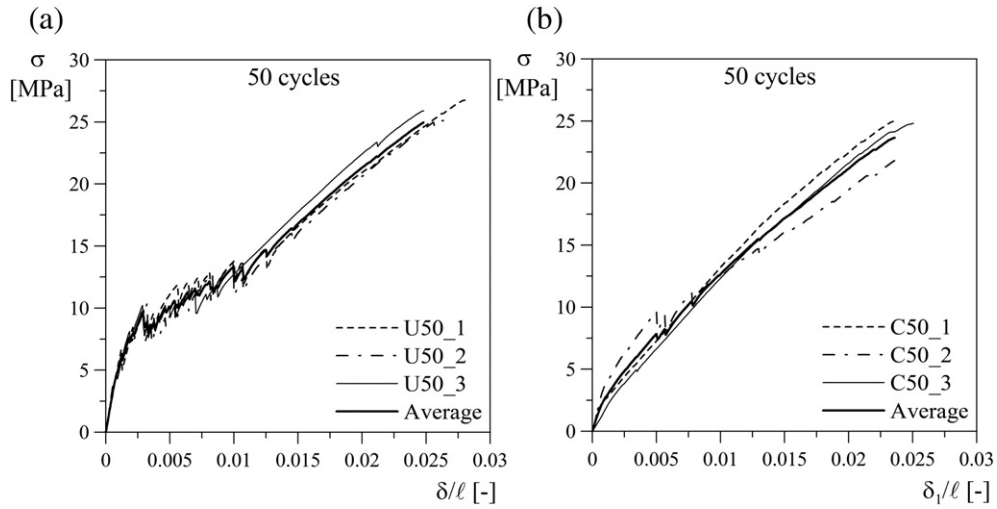 (a)
σ
[MPa]
50 cycles
30
25
20
15
10
5
0
U50_1
U50_2
U50_3
Average
0 0.005 0.01 0.015 0.02 0.025 0.03
δ/ℓ [-]
(b)
σ
[MPa]
50 cycles
30
25
20
15
10
5
0
C50_1
C50_2
C50_3
Average
0 0.005 0.01 0.015 0.02 0.025 0.03
δ₁/ℓ [-]